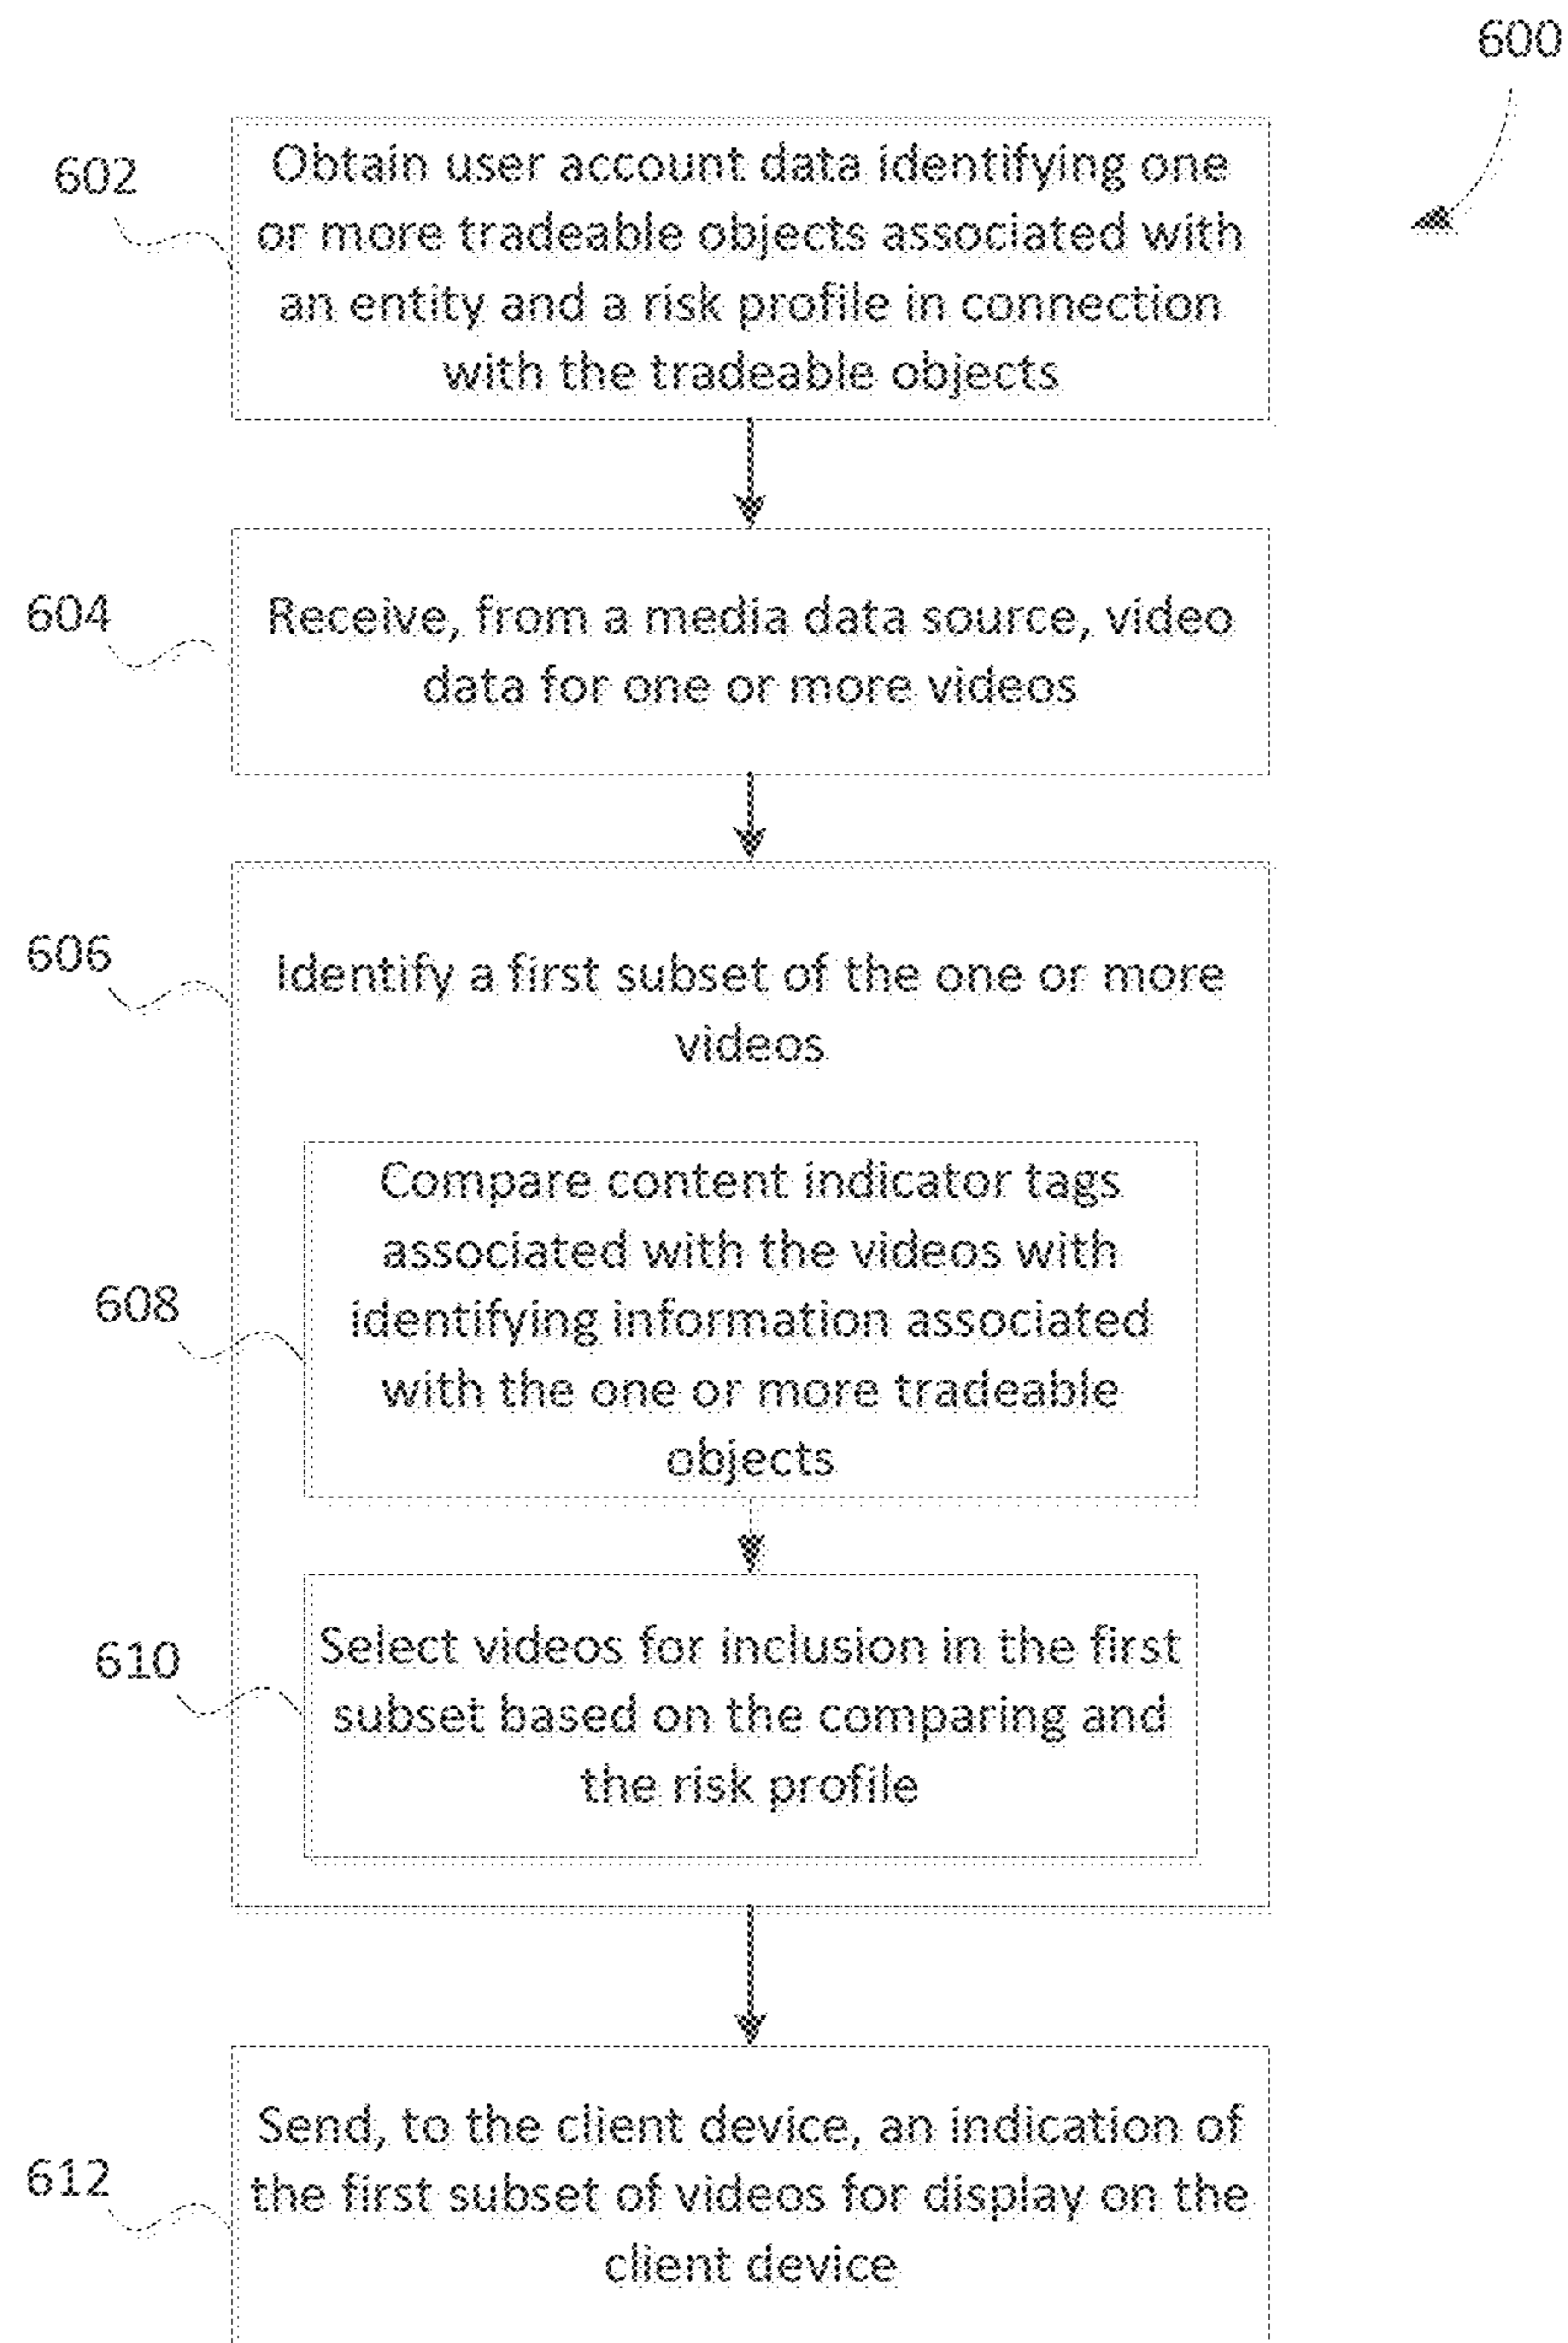 600
602
Obtain user account data identifying one
or more tradeable objects associated with
an entity and a risk profile in connection
with the tradeable objects
604
Receive, from a media data source, video
data for one or more videos
606
Identify a first subset of the one or more
videos
608
Compare content indicator tags
associated with the videos with
identifying information associated
with the one or more tradeable
objects
610
Select videos for inclusion in the first
subset based on the comparing and
the risk profile
612
Send, to the client device, an indication of
the first subset of videos for display on the
client device